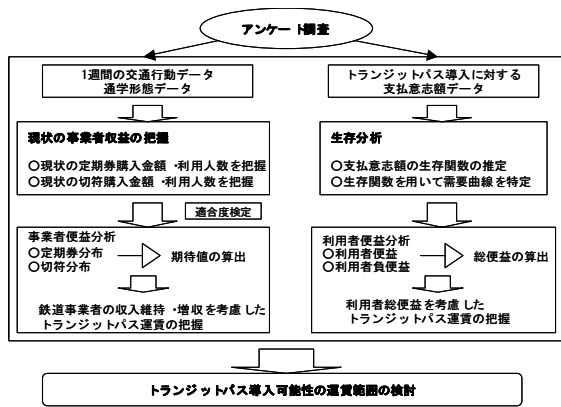 アンケート調査
1週間の交通行動データ
通学形態データ
トランジットパス導入に対する
支払意志額データ
現状の事業者収益の把握
○現状の定期券購入金額・利用人数を把握
○現状の切符購入金額・利用人数を把握
生存分析
○支払意志額の生存関数の推定
○生存関数を用いて需要曲線を特定
適合度検定
事業者便益分析
○定期券分布
○切符分布
期待値の算出
鉄道事業者の収入維持・増収を考慮した
トランジットパス運賃の把握
利用者便益分析
○利用者便益
○利用者負便益
総便益の算出
利用者総便益を考慮した
トランジットパス運賃の把握
トランジットパス導入可能性の運賃範囲の検討